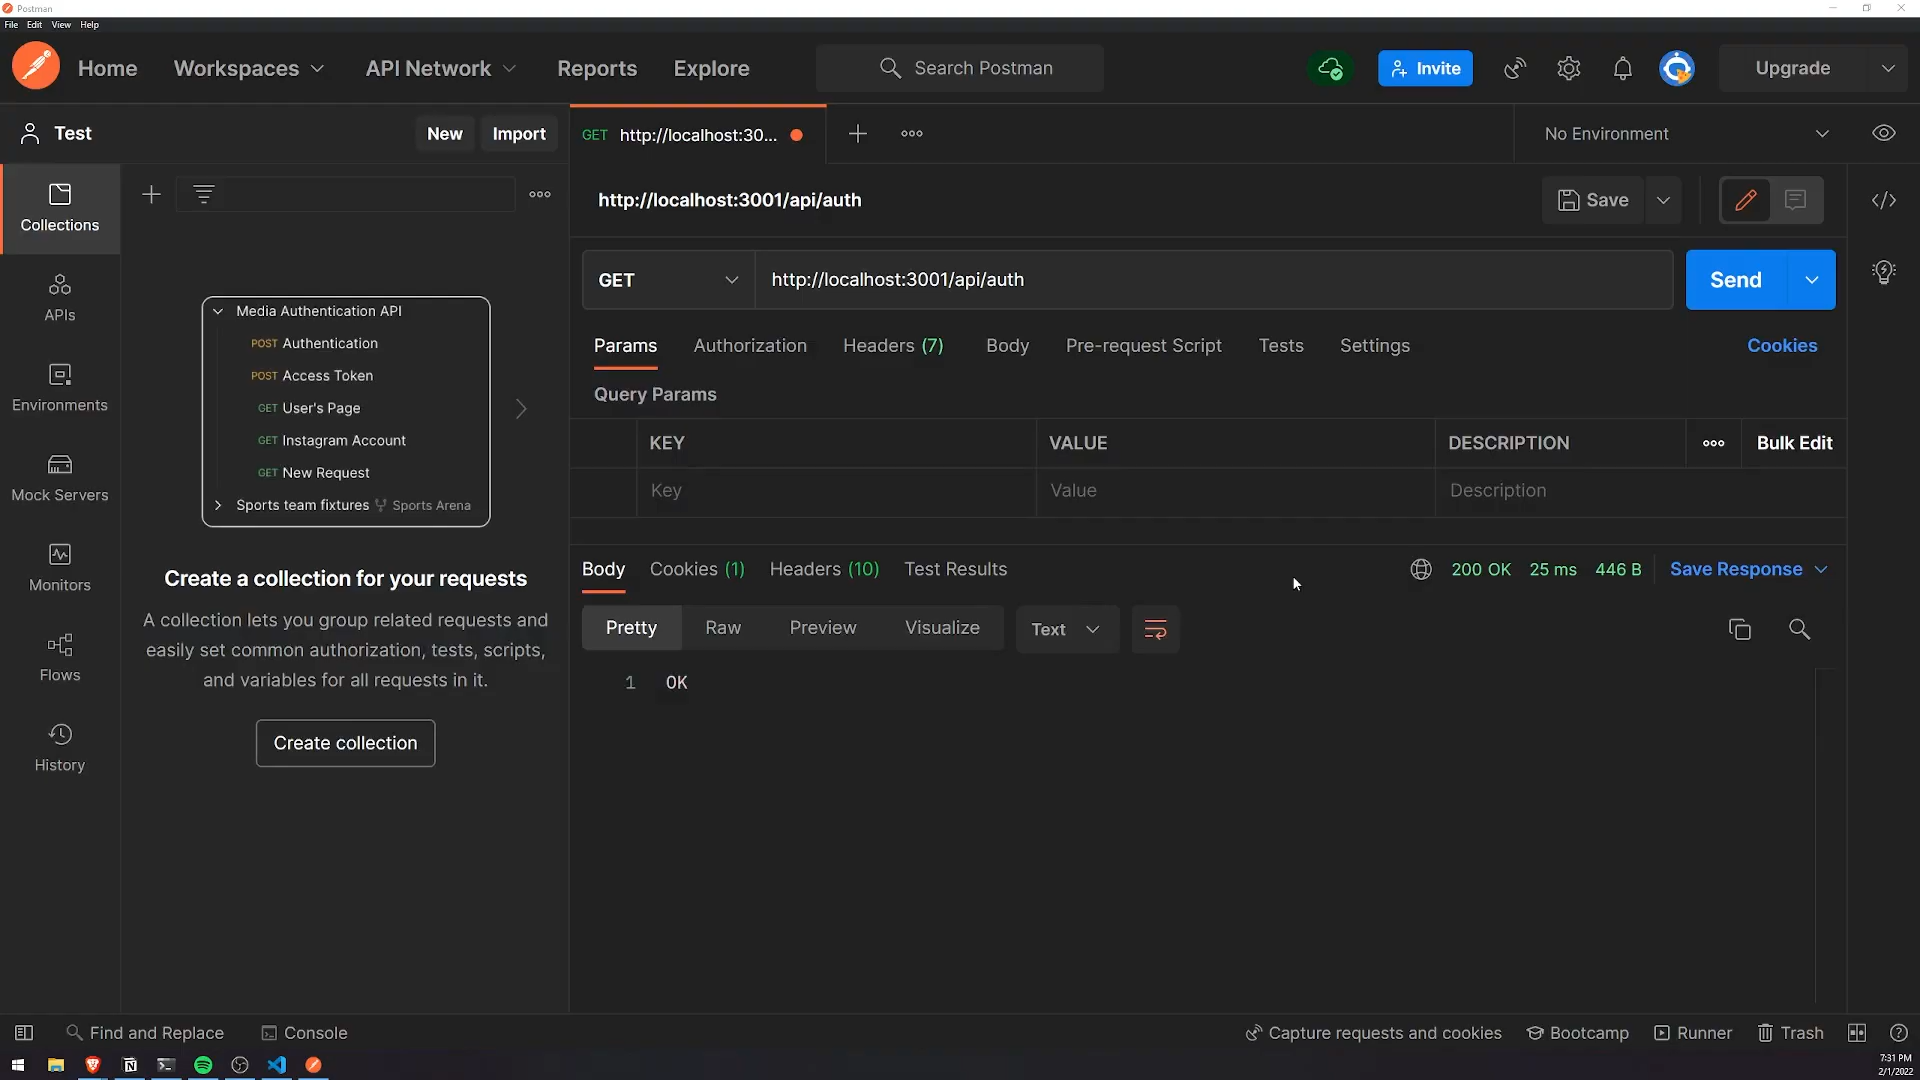 Postman
File Edit View Help
Home Workspaces API Network Reports Explore Search Postman Invite Upgrade
Test New Import GET http://localhost:30... No Environment
http://localhost:3001/api/auth Save
Collections
GET http://localhost:3001/api/auth Send
APIs
Media Authentication API
POST Authentication
POST Access Token
GET User's Page
GET Instagram Account
GET New Request
Sports team fixtures Sports Arena
Params Authorization Headers (7) Body Pre-request Script Tests Settings Cookies
Query Params
KEY VALUE DESCRIPTION Bulk Edit
Key Value Description
Environments
Mock Servers
Monitors
Flows
History
Create a collection for your requests
A collection lets you group related requests and
easily set common authorization, tests, scripts,
and variables for all requests in it.
Create collection
Body Cookies (1) Headers (10) Test Results 200 OK 25 ms 446 B Save Response
Pretty Raw Preview Visualize Text
1 OK
Find and Replace Console Capture requests and cookies Bootcamp Runner Trash
7:31 PM
2/1/2022